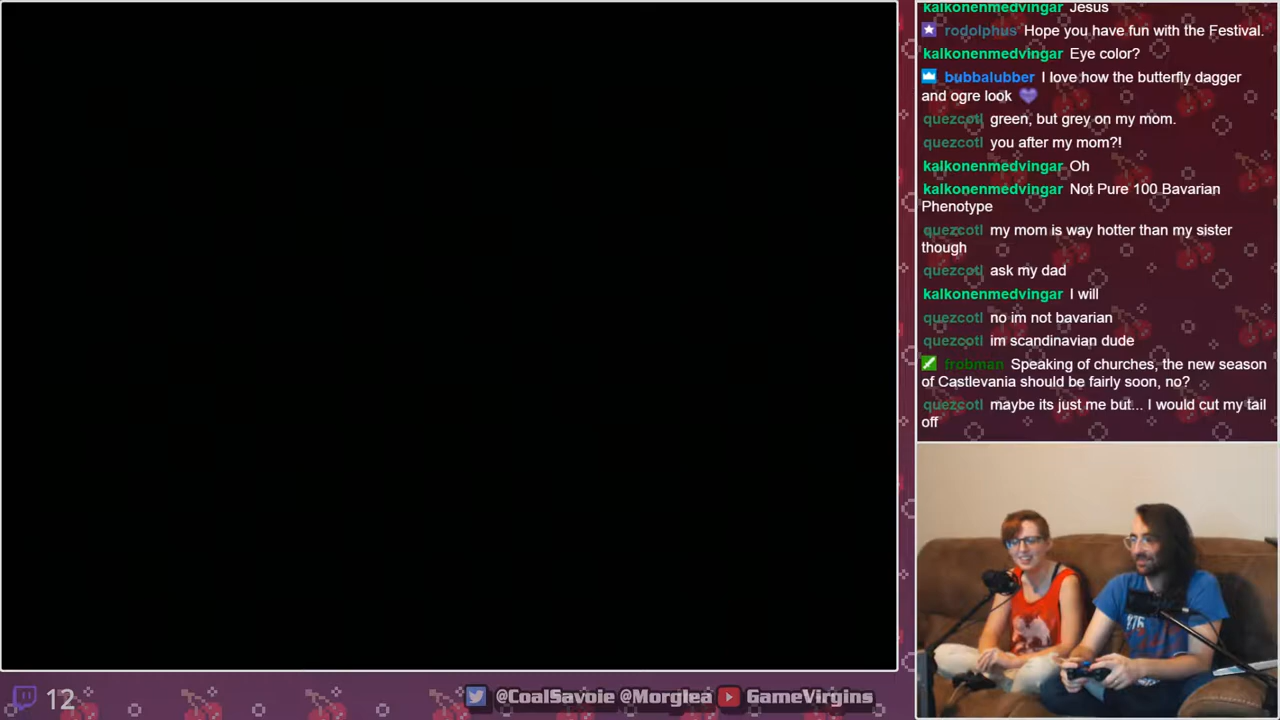 kalkonenmedvingar Jesus
rodolphus Hope you have fun with the Festival.
kalkonenmedvingar Eye color?
bubbalubber I love how the butterfly dagger
and ogre look
quezcotl green, but grey on my mom.
quezcotl you after my mom?!
kalkonenmedvingar Oh
kalkonenmedvingar Not Pure 100 Bavarian
Phenotype
quezcotl my mom is way hotter than my sister
though
quezcotl ask my dad
kalkonenmedvingar I will
quezcotl no im not bavarian
quezcotl im scandinavian dude
frobman Speaking of churches, the new season
of Castlevania should be fairly soon, no?
quezcotl maybe its just me but... I would cut my tail
off
12
@CoalSavoie @Morglea GameVirgins